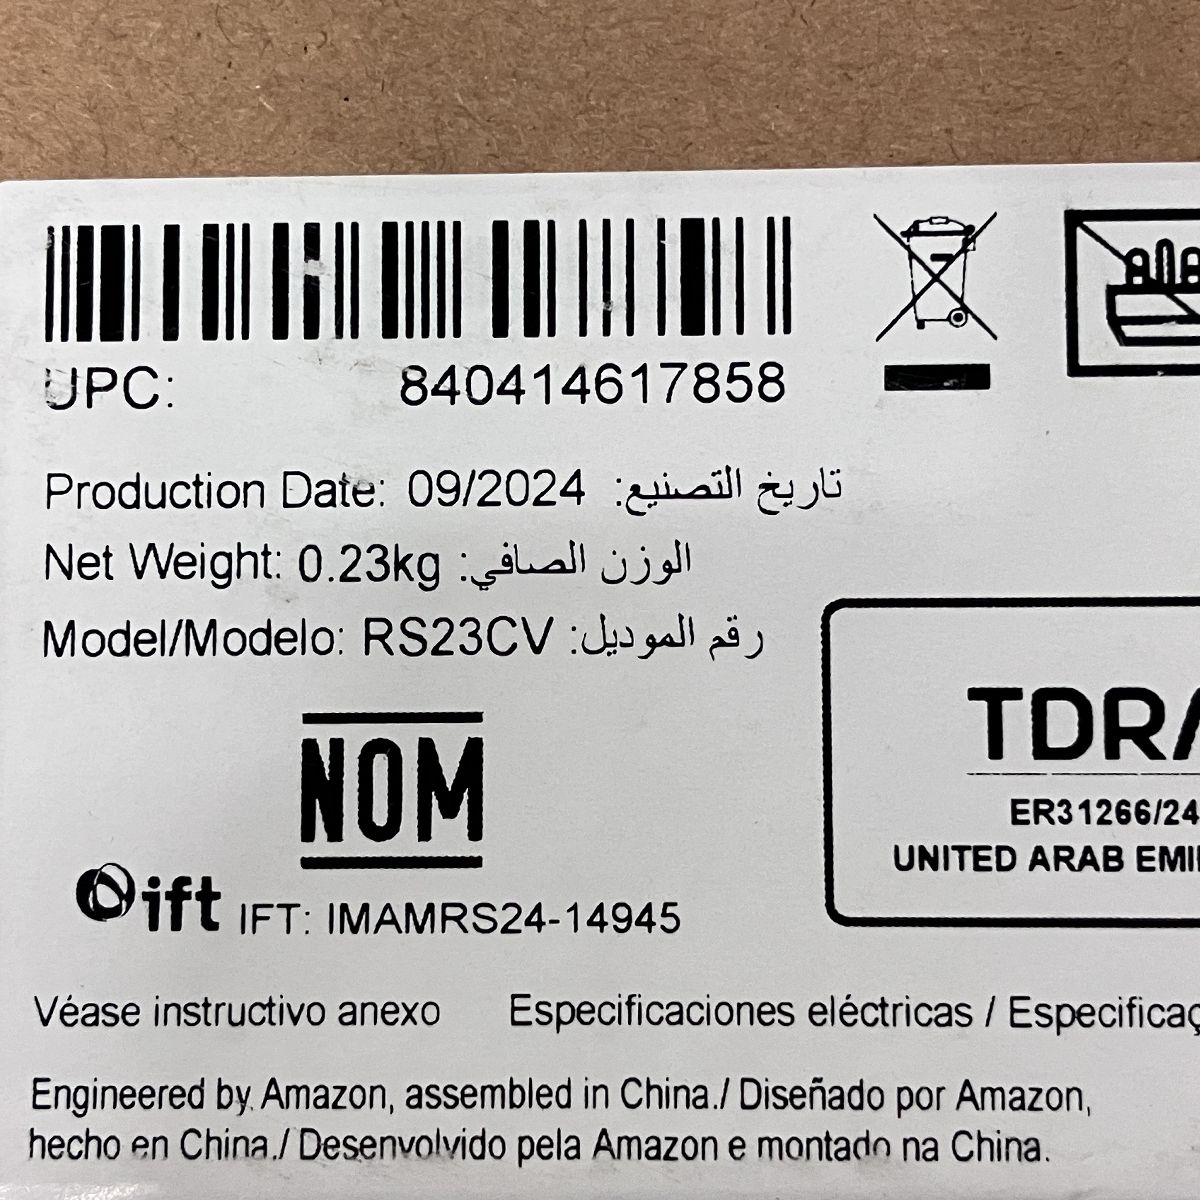 UPC: 840414617858
Production Date: 09/2024 تاريخ التصنيع:
Net Weight: 0.23kg الوزن الصافي:
Model/Modelo: RS23CV رقم الموديل:
NOM
TDRA
ER31266/24
UNITED ARAB EMI
ift IFT: IMAMRS24-14945
Véase instructivo anexo Especificaciones eléctricas / Especificaç
Engineered by Amazon, assembled in China./ Diseñado por Amazon,
hecho en China./ Desenvolvido pela Amazon e montado na China.